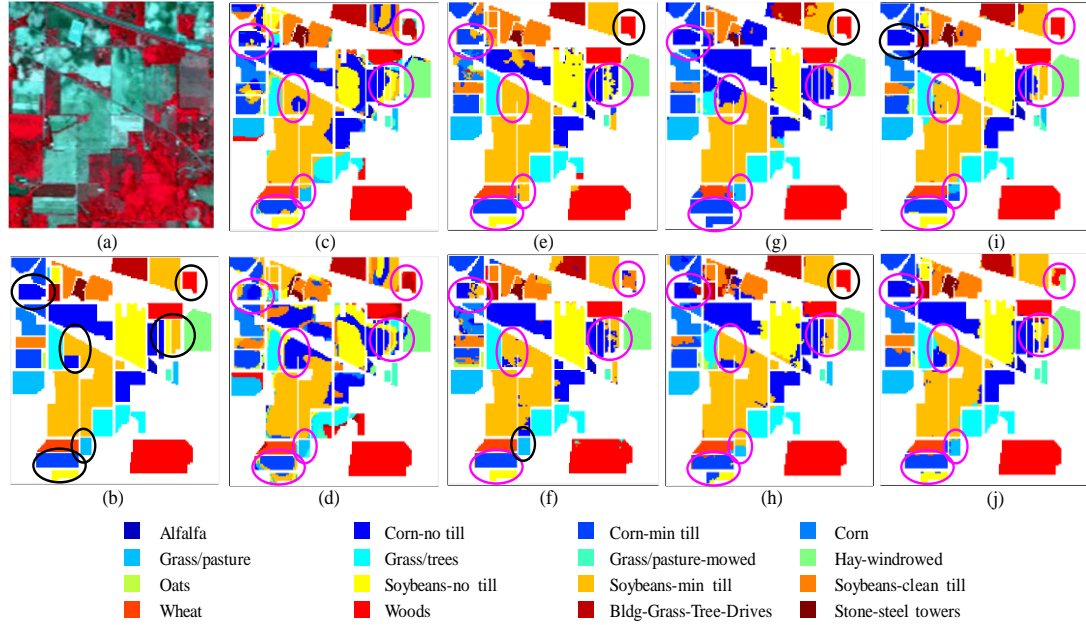 (a) (c) (e) (g) (i)
(b) (d) (f) (h) (j)
Alfalfa Corn-no till Corn-min till Corn
Grass/pasture Grass/trees Grass/pasture-mowed Hay-windrowed
Oats Soybeans-no till Soybeans-min till Soybeans-clean till
Wheat Woods Bldg-Grass-Tree-Drives Stone-steel towers